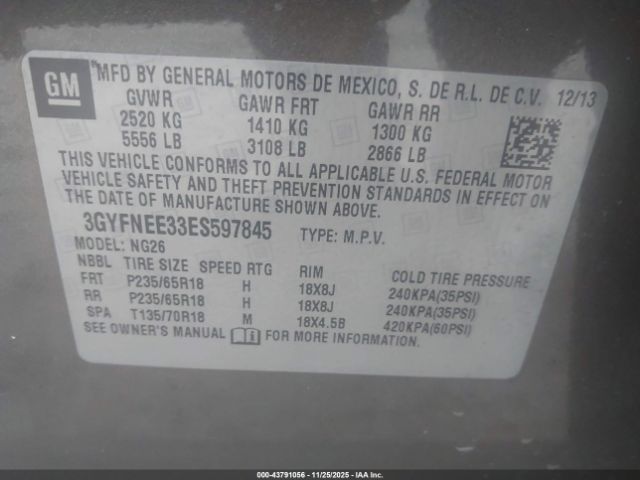 GM
MFD BY GENERAL MOTORS DE MEXICO, S. DE R.L. DE C.V. 12/13
GVWR GAWR FRT GAWR RR
2520 KG 1410 KG 1300 KG
5556 LB 3108 LB 2866 LB
THIS VEHICLE CONFORMS TO ALL APPLICABLE U.S. FEDERAL MOTOR
VEHICLE SAFETY AND THEFT PREVENTION STANDARDS IN EFFECT ON
THE DATE OF MANUFACTURE SHOWN ABOVE.
3GYFNEE33ES597845 TYPE: M.P.V.
MODEL: NG26
NBBL TIRE SIZE SPEED RTG RIM COLD TIRE PRESSURE
FRT P235/65R18 H 18X8J 240KPA(35PSI)
RR P235/65R18 H 18X8J 240KPA(35PSI)
SPA T135/70R18 M 18X4.5B 420KPA(60PSI)
SEE OWNER'S MANUAL FOR MORE INFORMATION.
000-43791056 - 11/25/2025 - IAA, Inc.